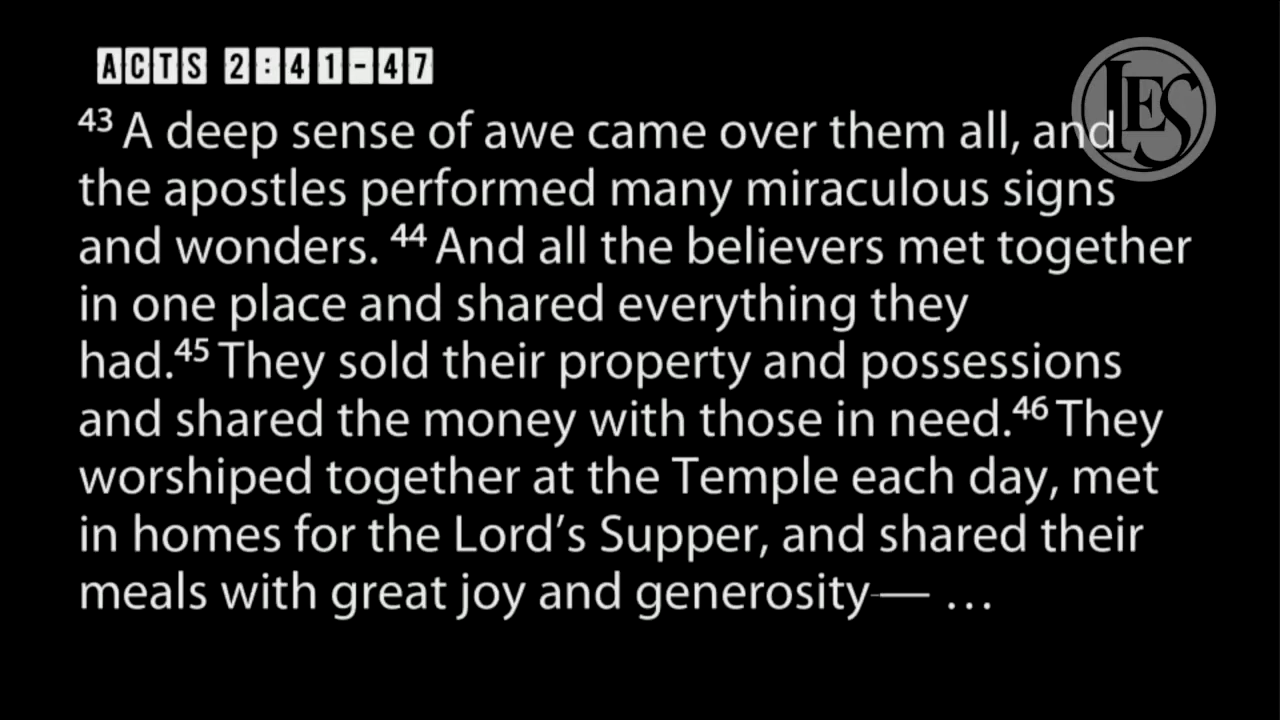 ACTS 2:41-47
IES
⁴³ A deep sense of awe came over them all, and
the apostles performed many miraculous signs
and wonders. ⁴⁴ And all the believers met together
in one place and shared everything they
had.⁴⁵ They sold their property and possessions
and shared the money with those in need.⁴⁶ They
worshiped together at the Temple each day, met
in homes for the Lord’s Supper, and shared their
meals with great joy and generosity— …